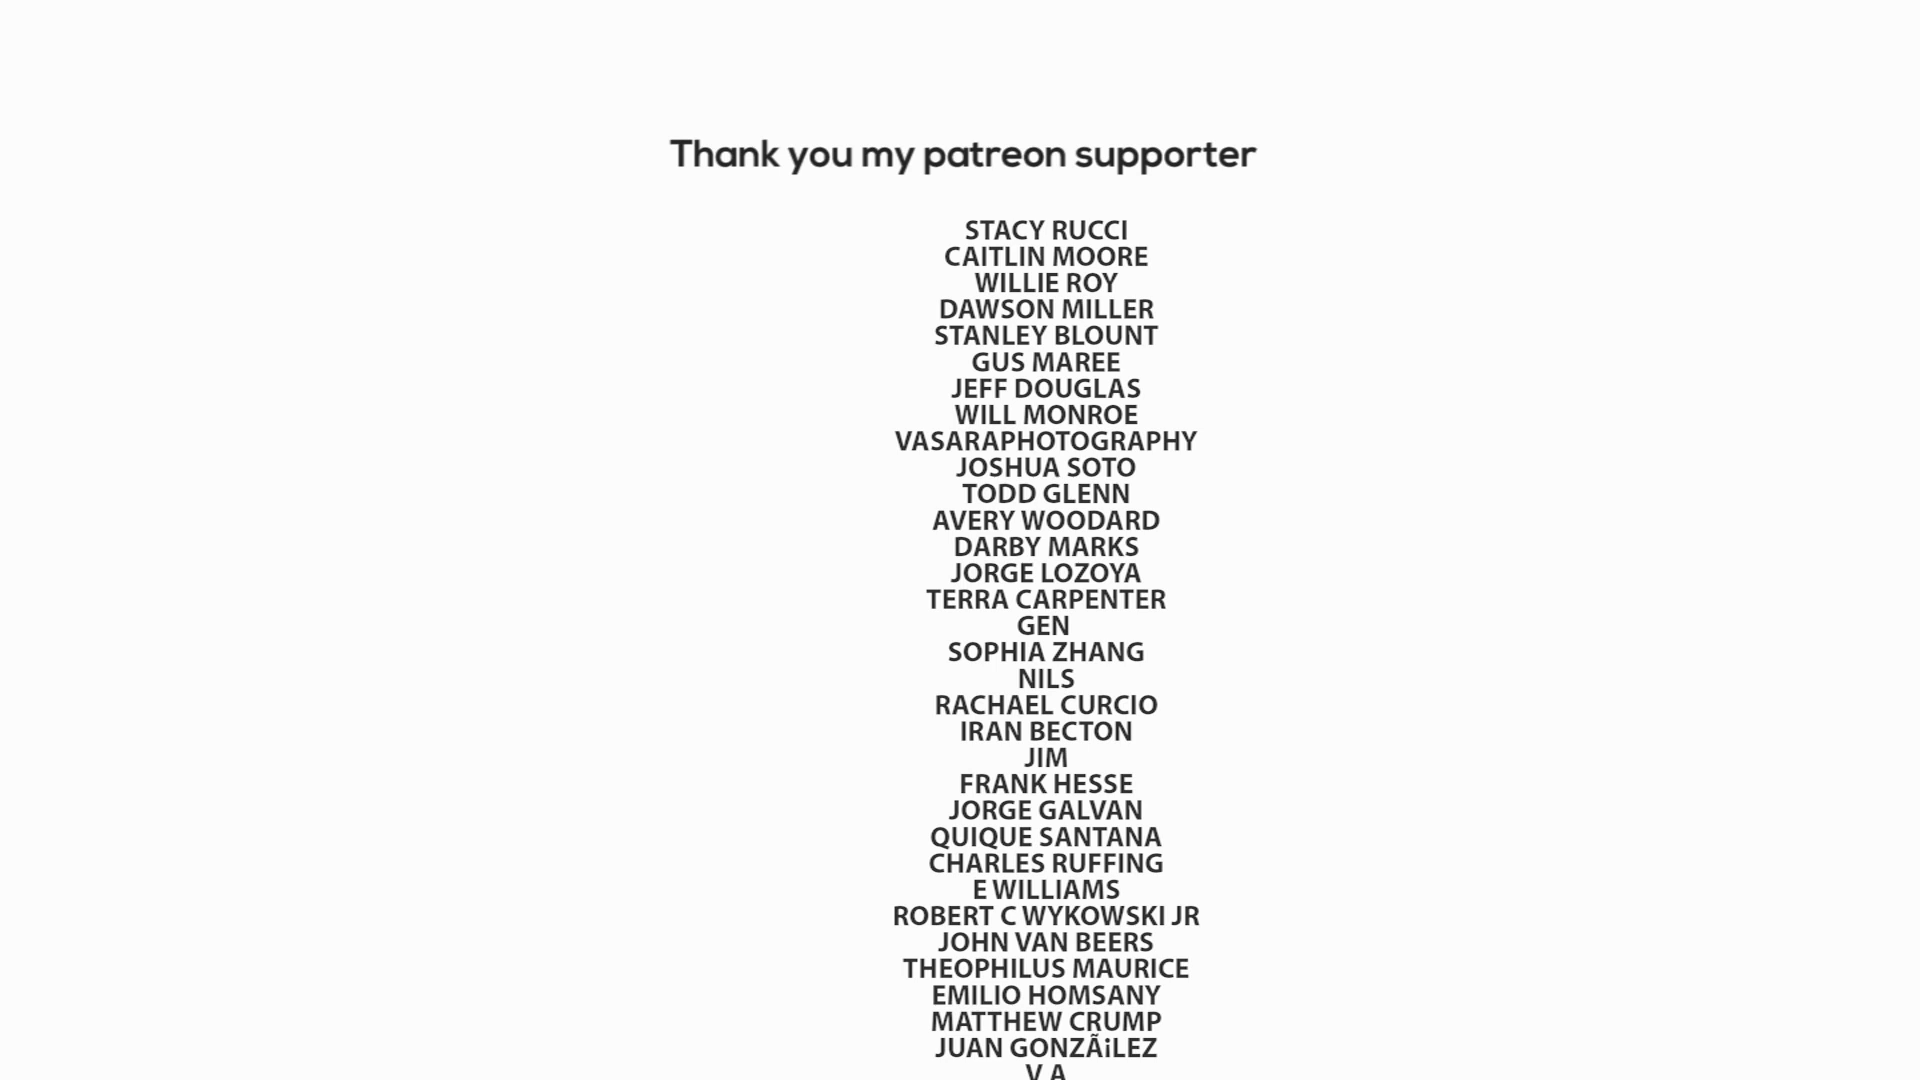 Thank you my patreon supporter
STACY RUCCI
CAITLIN MOORE
WILLIE ROY
DAWSON MILLER
STANLEY BLOUNT
GUS MAREE
JEFF DOUGLAS
WILL MONROE
VASARAPHOTOGRAPHY
JOSHUA SOTO
TODD GLENN
AVERY WOODARD
DARBY MARKS
JORGE LOZOYA
TERRA CARPENTER
GEN
SOPHIA ZHANG
NILS
RACHAEL CURCIO
IRAN BECTON
JIM
FRANK HESSE
JORGE GALVAN
QUIQUE SANTANA
CHARLES RUFFING
E WILLIAMS
ROBERT C WYKOWSKI JR
JOHN VAN BEERS
THEOPHILUS MAURICE
EMILIO HOMSANY
MATTHEW CRUMP
JUAN GONZÃ¡LEZ
V A